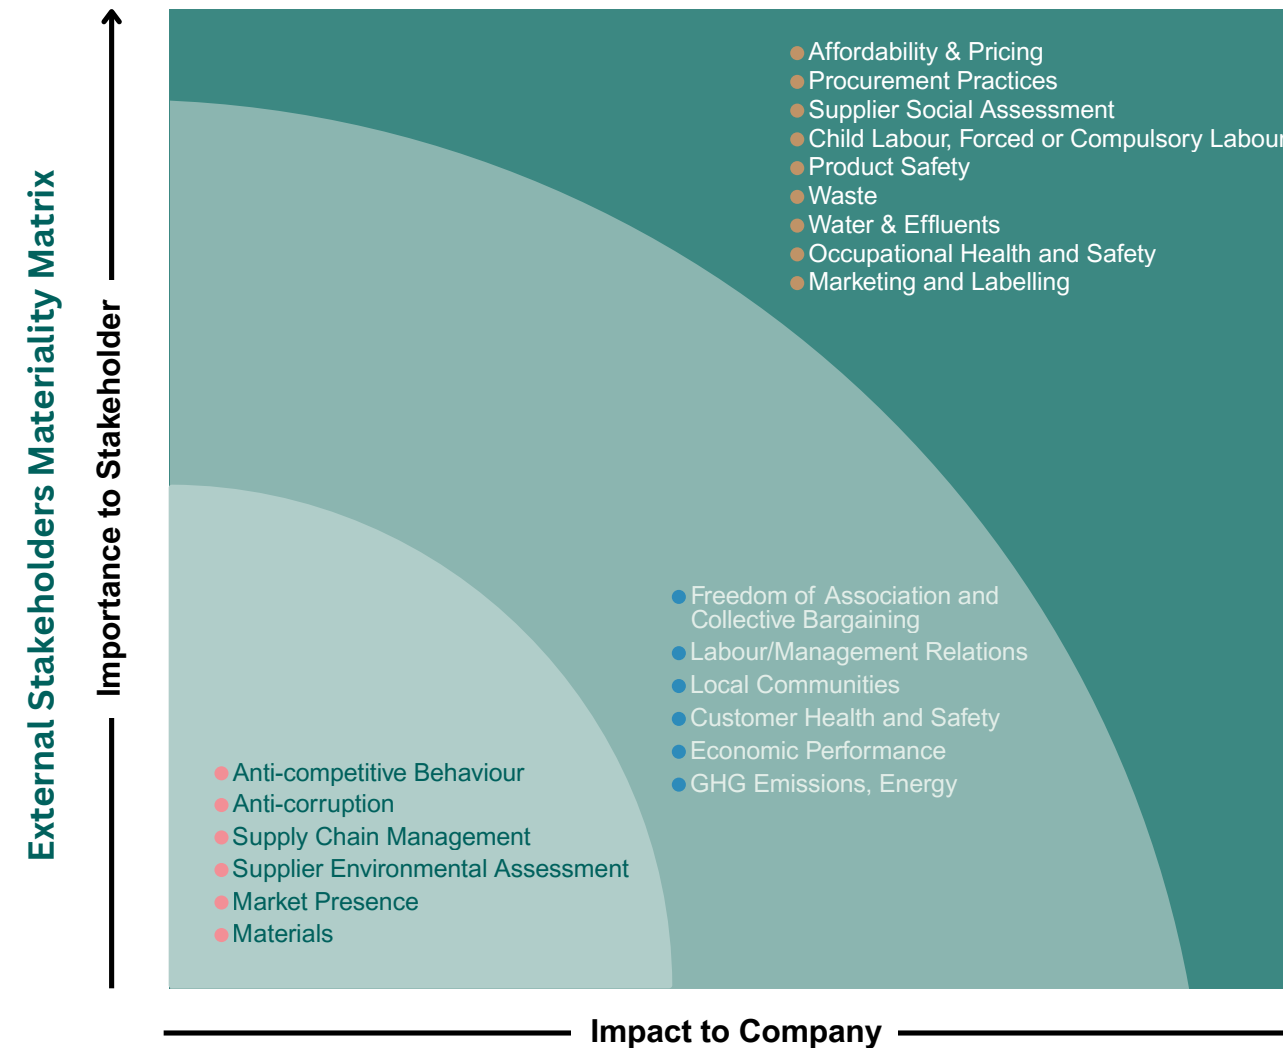 External Stakeholders Materiality Matrix
Importance to Stakeholder
Affordability & Pricing
Procurement Practices
Supplier Social Assessment
Child Labour, Forced or Compulsory Labour
Product Safety
Waste
Water & Effluents
Occupational Health and Safety
Marketing and Labelling
Freedom of Association and
Collective Bargaining
Labour/Management Relations
Local Communities
Customer Health and Safety
Economic Performance
GHG Emissions, Energy
Anti-competitive Behaviour
Anti-corruption
Supply Chain Management
Supplier Environmental Assessment
Market Presence
Materials
Impact to Company